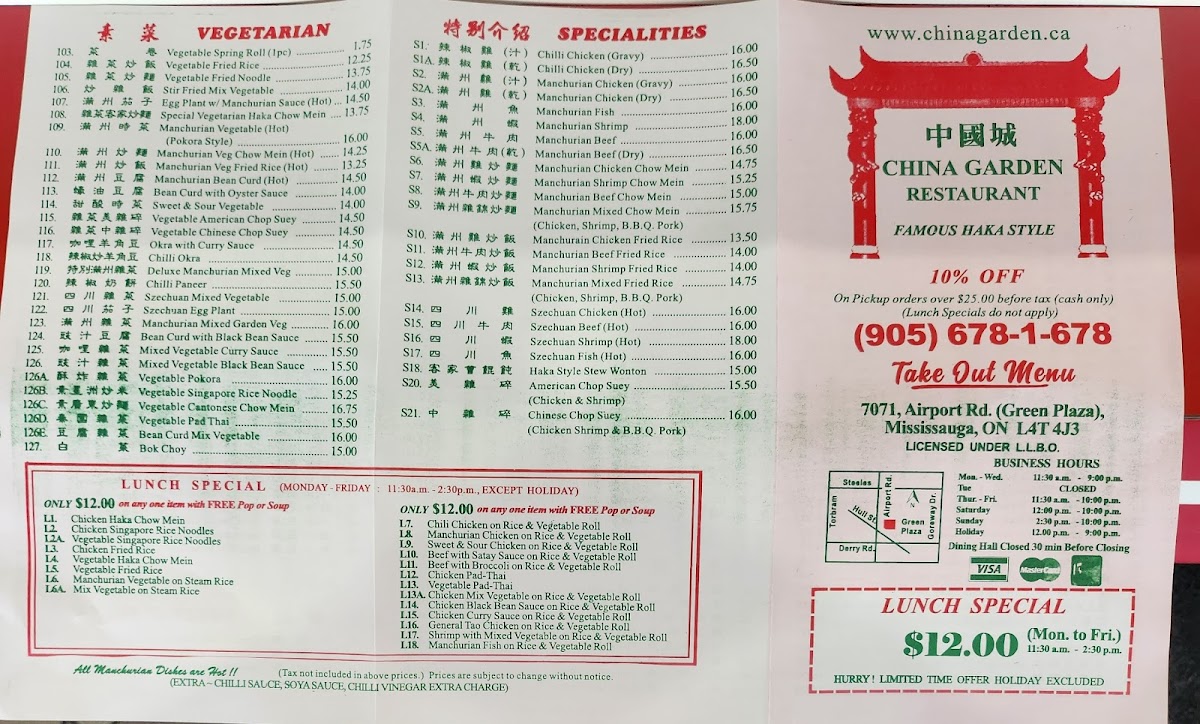 素 菜 VEGETARIAN
103. 菜 卷 Vegetable Spring Roll (1pc) 1.75
104. 雜菜炒飯 Vegetable Fried Rice 12.25
105. 雜菜炒麵 Vegetable Fried Noodle 13.75
106. 炒雜飯 Stir Fried Mix Vegetable 14.00
107. 滿州茄子 Egg Plant w/ Manchurian Sauce (Hot) 14.50
108. 雜菜客家炒麵 Special Vegetarian Haka Chow Mein 13.75
109. 滿州時菜 Manchurian Vegetable (Hot)
(Pokora Style) 16.00
110. 滿州炒麵 Manchurian Veg Chow Mein (Hot) 14.25
111. 滿州炒飯 Manchurian Veg Fried Rice (Hot) 13.25
112. 滿州豆腐 Manchurian Bean Curd (Hot) 14.50
113. 蠔油豆腐 Bean Curd with Oyster Sauce 14.00
114. 甜酸時菜 Sweet & Sour Vegetable 14.00
115. 雜菜美雜碎 Vegetable American Chop Suey 14.50
116. 雜菜中雜碎 Vegetable Chinese Chop Suey 14.50
117. 咖喱羊角豆 Okra with Curry Sauce 14.50
118. 辣椒炒羊角豆 Chilli Okra 14.50
119. 特別滿州雜菜 Deluxe Manchurian Mixed Veg 15.00
120. 辣椒奶餅 Chilli Paneer 15.50
121. 四川雜菜 Szechuan Mixed Vegetable 15.00
122. 四川茄子 Szechuan Egg Plant 15.00
123. 滿州雜菜 Manchurian Mixed Garden Veg 16.00
124. 豉汁豆腐 Bean Curd with Black Bean Sauce 15.50
125. 咖喱雜菜 Mixed Vegetable Curry Sauce 15.50
126. 豉汁雜菜 Mixed Vegetable Black Bean Sauce 15.50
126A. 酥炸雜菜 Vegetable Pokora 16.00
126B. 素星洲炒米 Vegetable Singapore Rice Noodle 15.25
126C. 素廣東炒麵 Vegetable Cantonese Chow Mein 16.75
126D. 泰國雜菜 Vegetable Pad Thai 15.50
126E. 豆腐雜菜 Bean Curd Mix Vegetable 16.00
127. 白 菜 Bok Choy 15.00
特别介紹 SPECIALITIES
S1. 辣椒雞(汁) Chilli Chicken (Gravy) 16.00
S1A. 辣椒雞(乾) Chilli Chicken (Dry) 16.50
S2. 滿州雞(汁) Manchurian Chicken (Gravy) 16.00
S2A. 滿州雞(乾) Manchurian Chicken (Dry) 16.50
S3. 滿州魚 Manchurian Fish 16.00
S4. 滿州蝦 Manchurian Shrimp 18.00
S5. 滿州牛肉 Manchurian Beef 16.00
S5A. 滿州牛肉(乾) Manchurian Beef (Dry) 16.50
S6. 滿州雞炒麵 Manchurian Chicken Chow Mein 14.75
S7. 滿州蝦炒麵 Manchurian Shrimp Chow Mein 15.25
S8. 滿州牛肉炒麵 Manchurian Beef Chow Mein 15.00
S9. 滿州雜錦炒麵 Manchurian Mixed Chow Mein 15.75
(Chicken, Shrimp, B.B.Q. Pork)
S10. 滿州雞炒飯 Manchurain Chicken Fried Rice 13.50
S11. 滿州牛肉炒飯 Manchurian Beef Fried Rice 14.00
S12. 滿州蝦炒飯 Manchurian Shrimp Fried Rice 14.00
S13. 滿州雜錦炒飯 Manchurian Mixed Fried Rice 14.75
(Chicken, Shrimp, B.B.Q. Pork)
S14. 四川雞 Szechuan Chicken (Hot) 16.00
S15. 四川牛肉 Szechuan Beef (Hot) 16.00
S16. 四川蝦 Szechuan Shrimp (Hot) 18.00
S17. 四川魚 Szechuan Fish (Hot) 16.00
S18. 客家會餛飩 Haka Style Stew Wonton 15.00
S20. 美雜碎 American Chop Suey 15.50
(Chicken & Shrimp)
S21. 中雜碎 Chinese Chop Suey 16.00
(Chicken Shrimp & B.B.Q. Pork)
LUNCH SPECIAL (MONDAY - FRIDAY : 11:30a.m. - 2:30p.m., EXCEPT HOLIDAY)
ONLY $12.00 on any one item with FREE Pop or Soup
L1. Chicken Haka Chow Mein
L2. Chicken Singapore Rice Noodles
L2A. Vegetable Singapore Rice Noodles
L3. Chicken Fried Rice
L4. Vegetable Haka Chow Mein
L5. Vegetable Fried Rice
L6. Manchurian Vegetable on Steam Rice
L6A. Mix Vegetable on Steam Rice
ONLY $12.00 on any one item with FREE Pop or Soup
L7. Chili Chicken on Rice & Vegetable Roll
L8. Manchurian Chicken on Rice & Vegetable Roll
L9. Sweet & Sour Chicken on Rice & Vegetable Roll
L10. Beef with Satay Sauce on Rice & Vegetable Roll
L11. Beef with Broccoli on Rice & Vegetable Roll
L12. Chicken Pad-Thai
L13. Vegetable Pad-Thai
L13A. Chicken Mix Vegetable on Rice & Vegetable Roll
L14. Chicken Black Bean Sauce on Rice & Vegetable Roll
L15. Chicken Curry Sauce on Rice & Vegetable Roll
L16. General Tao Chicken on Rice & Vegetable Roll
L17. Shrimp with Mixed Vegetable on Rice & Vegetable Roll
L18. Manchurian Fish on Rice & Vegetable Roll
All Manchurian Dishes are Hot !! (Tax not included in above prices.) Prices are subject to change without notice.
(EXTRA ~ CHILLI SAUCE, SOYA SAUCE, CHILLI VINEGAR EXTRA CHARGE)
www.chinagarden.ca
中國城
CHINA GARDEN
RESTAURANT
FAMOUS HAKA STYLE
10% OFF
On Pickup orders over $25.00 before tax (cash only)
(Lunch Specials do not apply)
(905) 678-1-678
Take Out Menu
7071, Airport Rd. (Green Plaza),
Mississauga, ON L4T 4J3
LICENSED UNDER L.L.B.O.
Steeles
Torbram
Hull St.
Airport Rd.
N
Green Plaza
Goreway Dr.
Derry Rd.
BUSINESS HOURS
Mon. - Wed. 11:30 a.m. - 9:00 p.m.
Tue CLOSED
Thur. - Fri. 11:30 a.m. - 10:00 p.m.
Saturday 12:00 p.m. - 10:00 p.m.
Sunday 2:30 p.m. - 10:00 p.m.
Holiday 12.00 p.m. - 9:00 p.m.
Dining Hall Closed 30 min Before Closing
VISA MasterCard
LUNCH SPECIAL
$12.00 (Mon. to Fri.)
11:30 a.m. - 2:30 p.m.
HURRY! LIMITED TIME OFFER HOLIDAY EXCLUDED